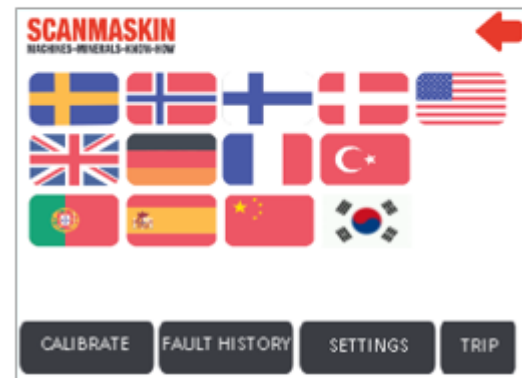 SCANMASKIN
MACHINES-MINERALS-KNOW-HOW
CALIBRATE
FAULT HISTORY
SETTINGS
TRIP